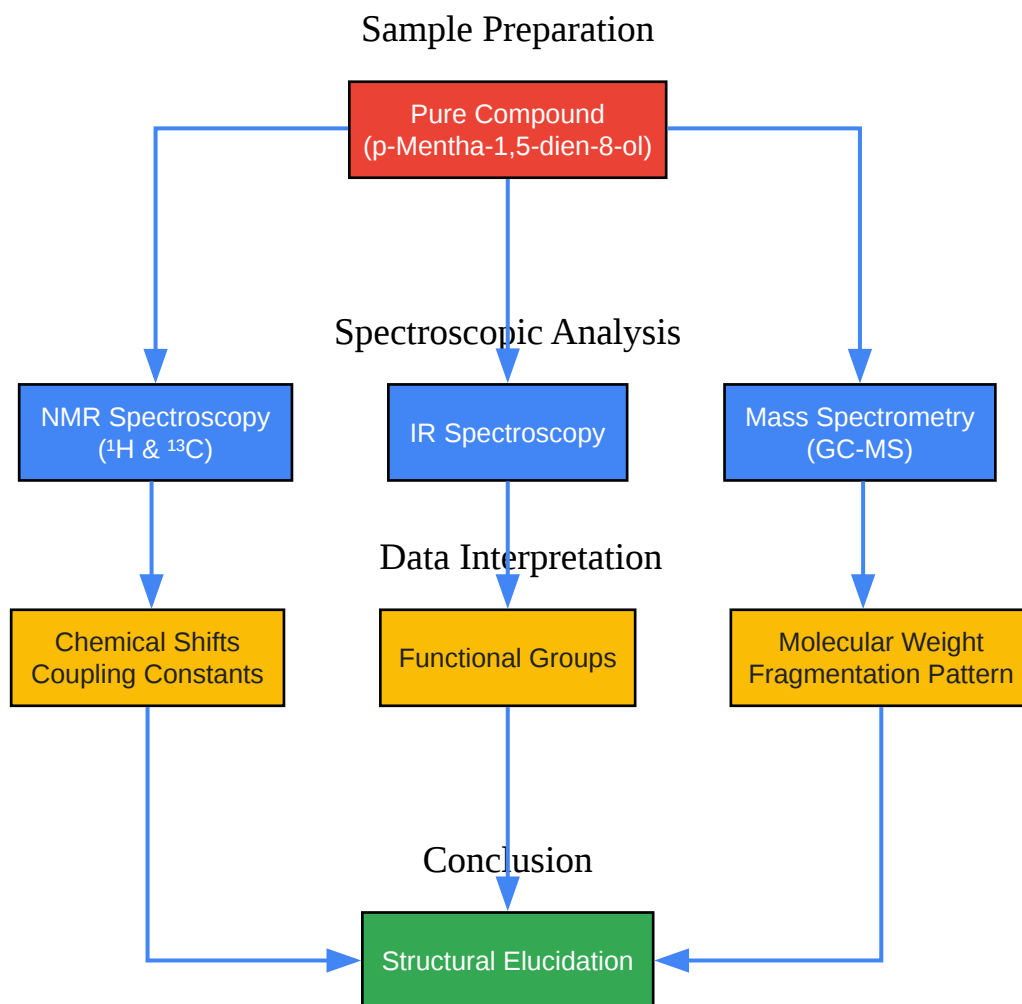 Sample Preparation
Pure Compound
(p-Mentha-1,5-dien-8-ol)
Spectroscopic Analysis
NMR Spectroscopy
(¹H & ¹³C)
IR Spectroscopy
Mass Spectrometry
(GC-MS)
Data Interpretation
Chemical Shifts
Coupling Constants
Functional Groups
Molecular Weight
Fragmentation Pattern
Conclusion
Structural Elucidation